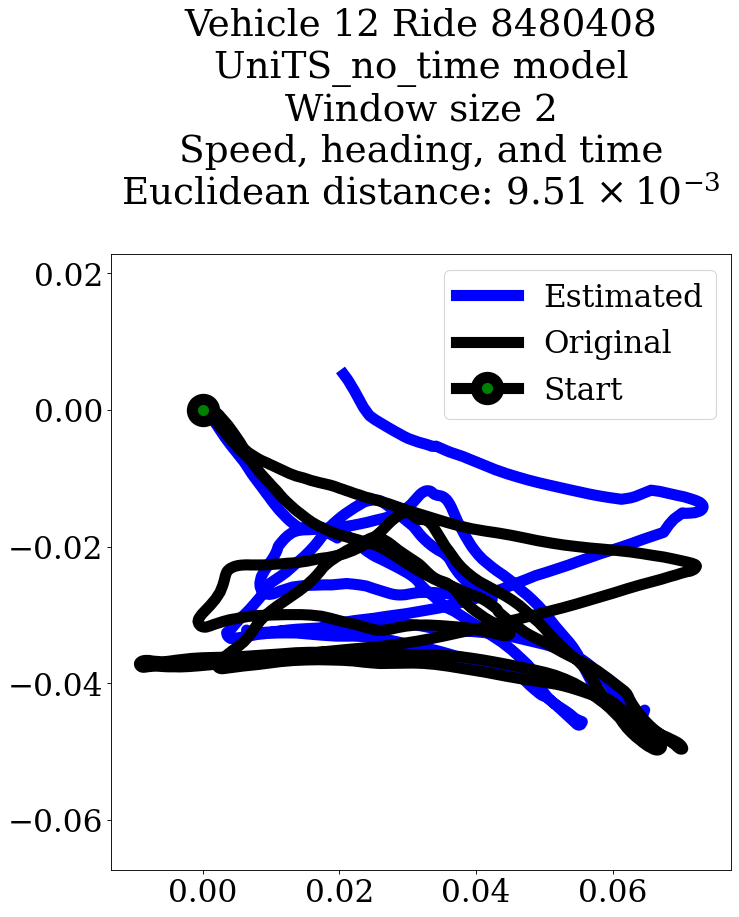 Vehicle 12 Ride 8480408
UniTS_no_time model
Window size 2
Speed, heading, and time
Euclidean distance: 9.51 × 10⁻³
Estimated
Original
Start
0.02
0.00
−0.02
−0.04
−0.06
0.00 0.02 0.04 0.06